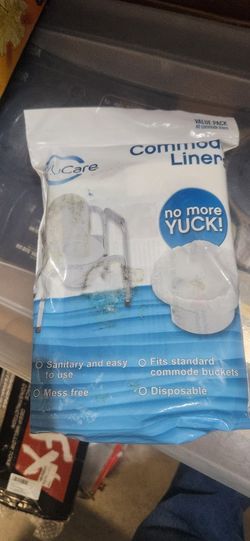 VALUE PACK
Care
Commod
Liner
no more
YUCK!
Sanitary and easy
to use
Mess free
Fits standard
commode buckets
Disposable